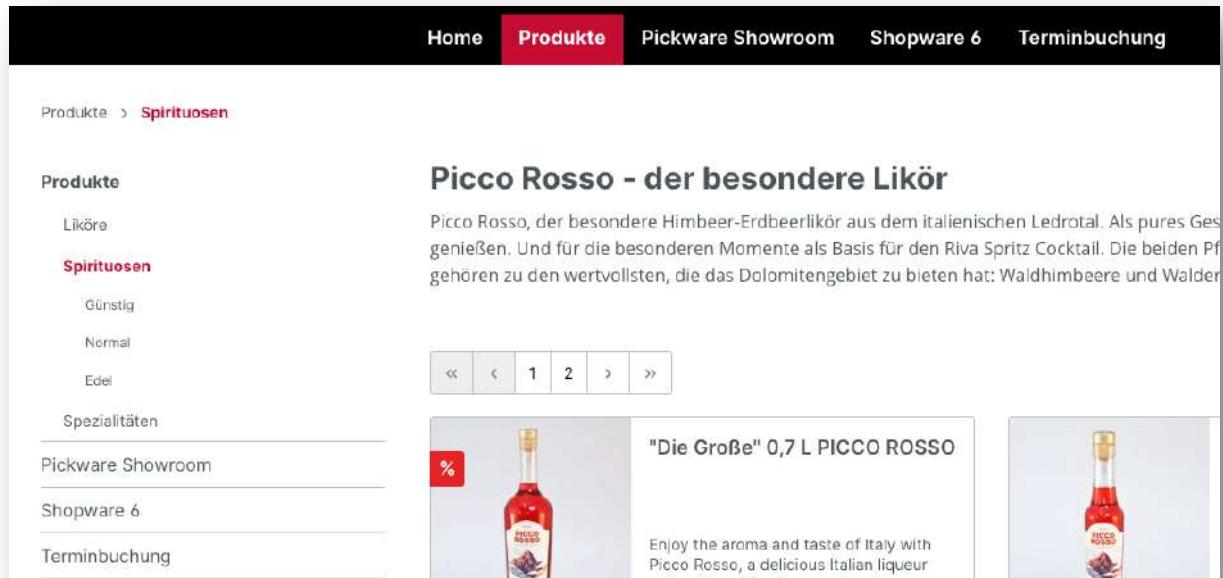 Home Produkte Pickware Showroom Shopware 6 Terminbuchung
Produkte > Spirituosen
Produkte
Liköre
Spirituosen
Günstig
Normal
Edel
Spezialitäten
Pickware Showroom
Shopware 6
Terminbuchung
Picco Rosso - der besondere Likör
Picco Rosso, der besondere Himbeer-Erdbeerlikör aus dem italienischen Ledrotal. Als pures Ges
genießen. Und für die besonderen Momente als Basis für den Riva Spritz Cocktail. Die beiden Pf
gehören zu den wertvollsten, die das Dolomitengebiet zu bieten hat: Waldhimbeere und Walder
« ‹ 1 2 › »
%
"Die Große" 0,7 L PICCO ROSSO
PICCO
ROSSO
Enjoy the aroma and taste of Italy with
Picco Rosso, a delicious Italian liqueur
PICCO
ROSSO